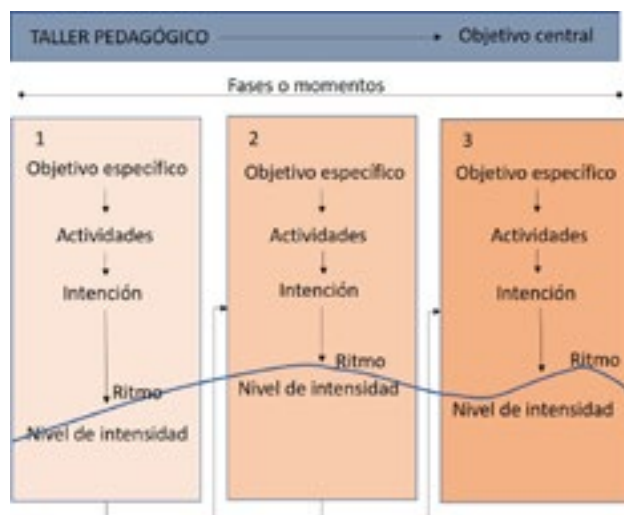 TALLER PEDAGÓGICO
Objetivo central
Fases o momentos
1
Objetivo específico
Actividades
Intención
Ritmo
Nivel de intensidad
2
Objetivo específico
Actividades
Intención
Ritmo
Nivel de intensidad
3
Objetivo específico
Actividades
Intención
Ritmo
Nivel de intensidad